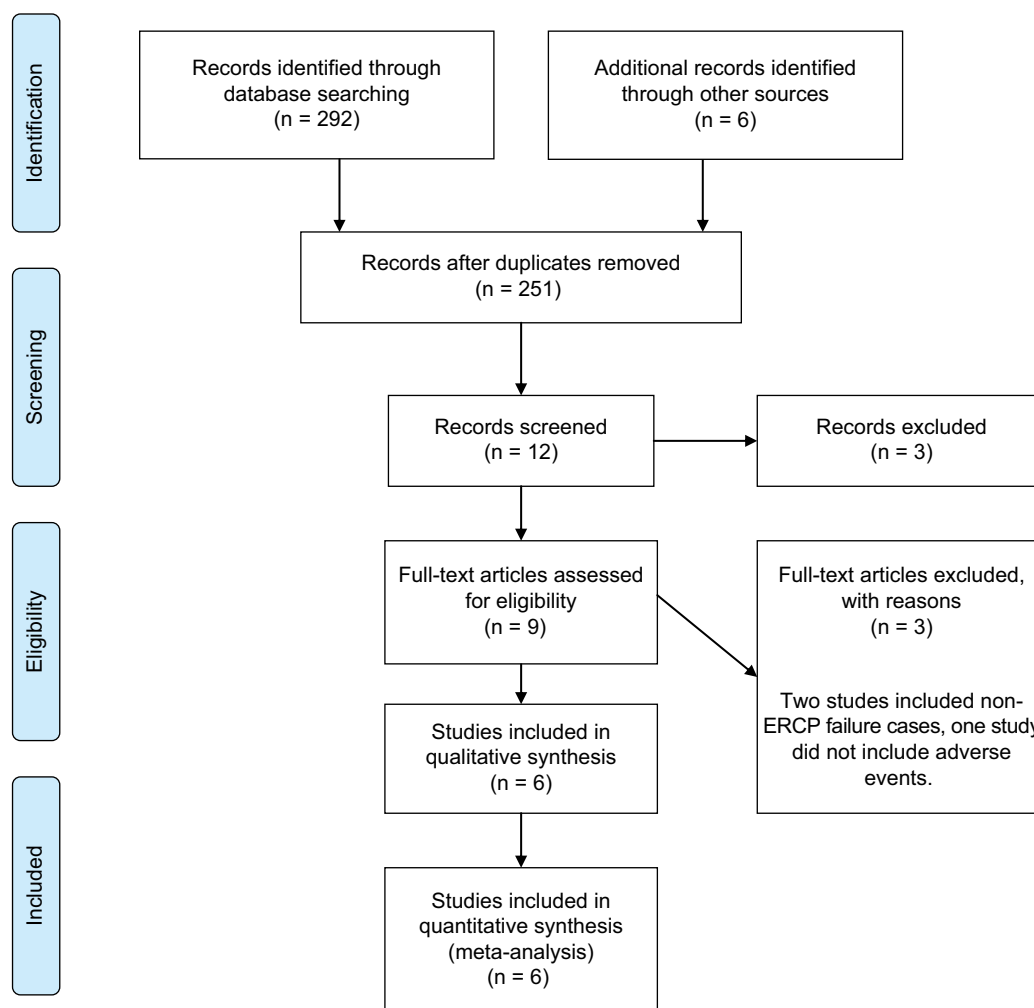 Identification
Records identified through
database searching
(n = 292)
Additional records identified
through other sources
(n = 6)
Records after duplicates removed
(n = 251)
Screening
Records screened
(n = 12)
Records excluded
(n = 3)
Eligibility
Full-text articles assessed
for eligibility
(n = 9)
Full-text articles excluded,
with reasons
(n = 3)
Two studes included non-
ERCP failure cases, one study
did not include adverse
events.
Studies included in
qualitative synthesis
(n = 6)
Included
Studies included in
quantitative synthesis
(meta-analysis)
(n = 6)